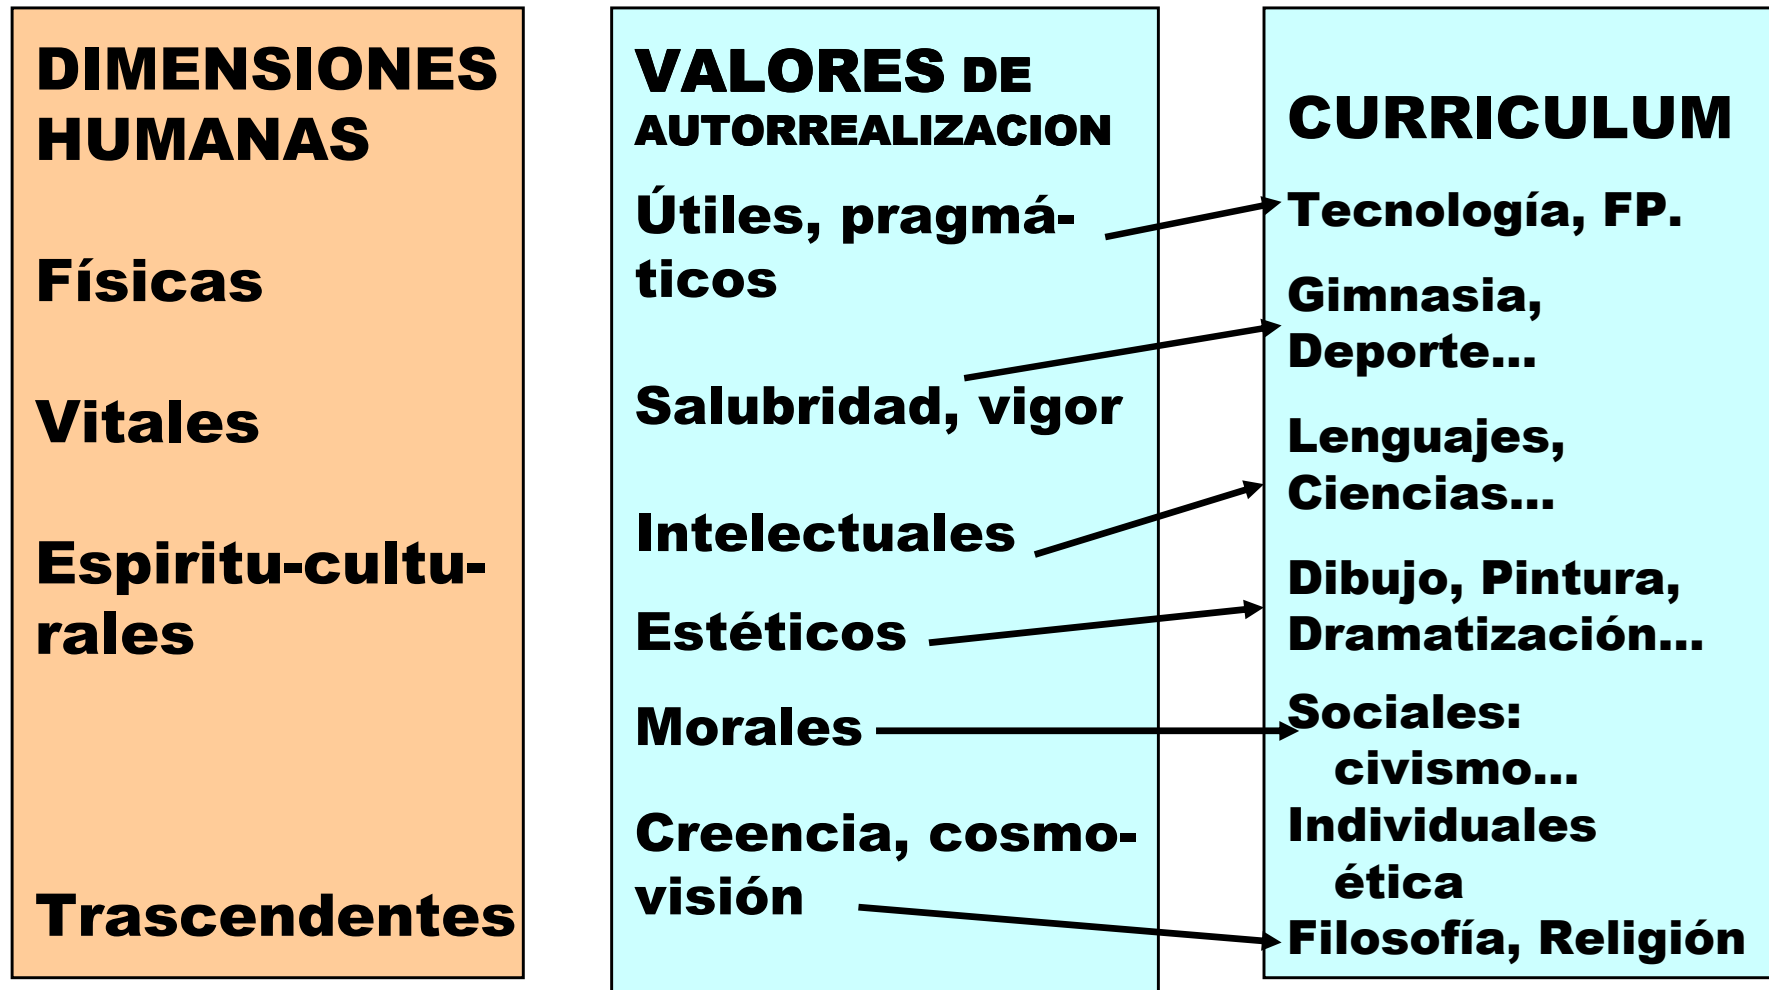 DIMENSIONES
HUMANAS
Físicas
Vitales
Espiritu-cultu-
rales
Trascendentes
VALORES DE
AUTORREALIZACION
Útiles, pragmá-
ticos
Salubridad, vigor
Intelectuales
Estéticos
Morales
Creencia, cosmo-
visión
CURRICULUM
Tecnología, FP.
Gimnasia,
Deporte...
Lenguajes,
Ciencias...
Dibujo, Pintura,
Dramatización...
Sociales:
civismo...
Individuales
ética
Filosofía, Religión